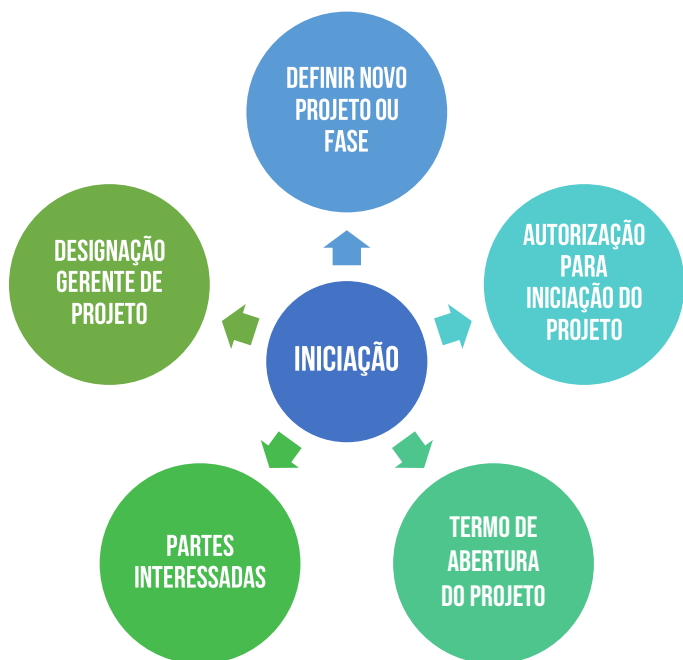 DEFINIR NOVO
PROJETO OU
FASE
AUTORIZAÇÃO
PARA
INICIAÇÃO DO
PROJETO
DESIGNAÇÃO
GERENTE DE
PROJETO
INICIAÇÃO
TERMO DE
ABERTURA
DO PROJETO
PARTES
INTERESSADAS